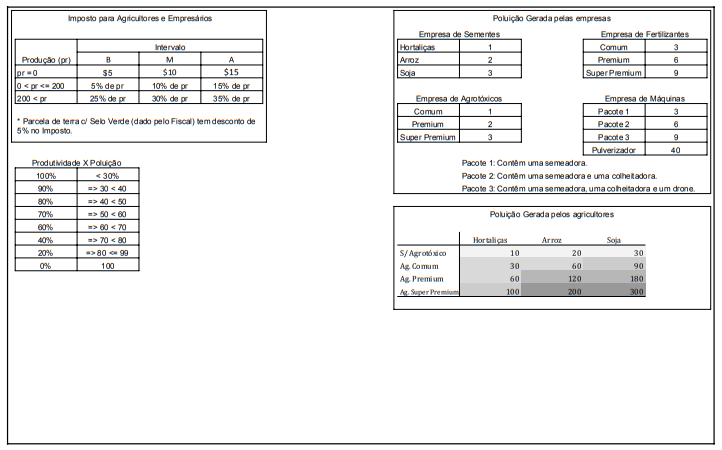 Imposto para Agricultores e Empresários
Intervalo
Produção (pr) B M A
pr = 0 $5 $10 $15
0 < pr <= 200 5% de pr 10% de pr 15% de pr
200 < pr 25% de pr 30% de pr 35% de pr
* Parcela de terra c/ Selo Verde (dado pelo Fiscal) tem desconto de
5% no Imposto.
Produtividade X Poluição
100% < 30%
90% => 30 < 40
80% => 40 < 50
70% => 50 < 60
60% => 60 < 70
40% => 70 < 80
20% => 80 <= 99
0% 100
Poluição Gerada pelas empresas
Empresa de Sementes
Hortaliças 1
Arroz 2
Soja 3
Empresa de Fertilizantes
Comum 3
Premium 6
Super Premium 9
Empresa de Agrotóxicos
Comum 1
Premium 2
Super Premium 3
Empresa de Máquinas
Pacote 1 3
Pacote 2 6
Pacote 3 9
Pulverizador 40
Pacote 1: Contêm uma semeadora.
Pacote 2: Contêm uma semeadora e uma colheitadora.
Pacote 3: Contêm uma semeadora, uma colheitadora e um drone.
Poluição Gerada pelos agricultores
Hortaliças Arroz Soja
S/ Agrotóxico 10 20 30
Ag. Comum 30 60 90
Ag. Premium 60 120 180
Ag. Super Premium 100 200 300